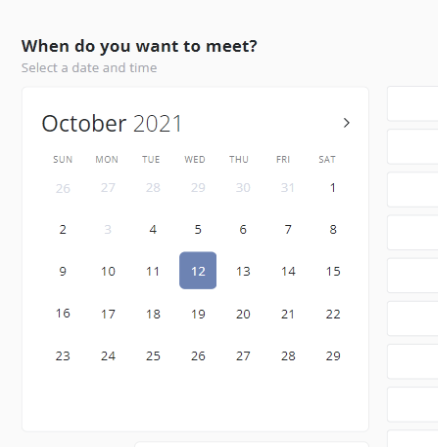 When do you want to meet?
Select a date and time
October 2021 >
SUN MON TUE WED THU FRI SAT
26 27 28 29 30 31 1
2 3 4 5 6 7 8
9 10 11 12 13 14 15
16 17 18 19 20 21 22
23 24 25 26 27 28 29